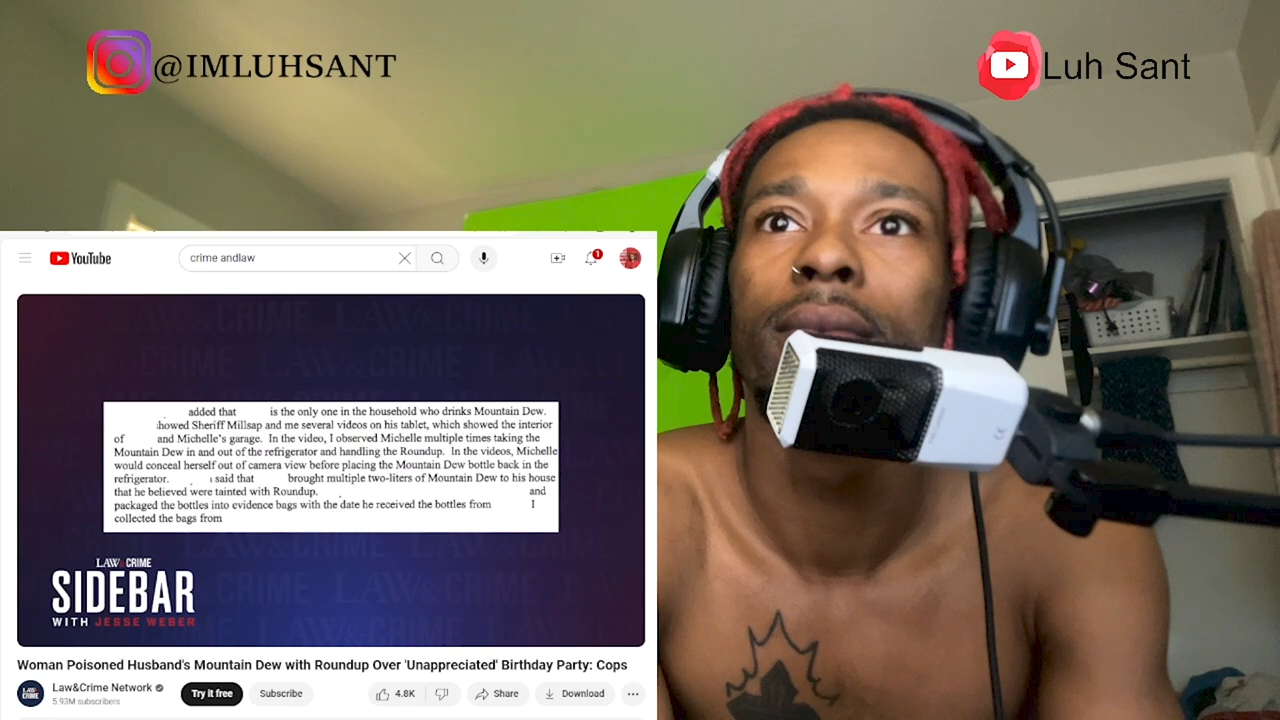 @IMLUHSANT
Luh Sant
YouTube
crime andlaw
1
LAW&CRIME LAW&CRIME
added that is the only one in the household who drinks Mountain Dew.
showed Sheriff Millsap and me several videos on his tablet, which showed the interior
of and Michelle's garage. In the video, I observed Michelle multiple times taking the
Mountain Dew in and out of the refrigerator and handling the Roundup. In the videos, Michelle
would conceal herself out of camera view before placing the Mountain Dew bottle back in the
refrigerator. said that brought multiple two-liters of Mountain Dew to his house
that he believed were tainted with Roundup. and
packaged the bottles into evidence bags with the date he received the bottles from I
collected the bags from
LAW&CRIME
SIDEBAR
WITH JESSE WEBER
Woman Poisoned Husband's Mountain Dew with Roundup Over 'Unappreciated' Birthday Party: Cops
LAW&CRIME
Law&Crime Network
5.93M subscribers
Try it free
Subscribe
4.8K
Share
Download